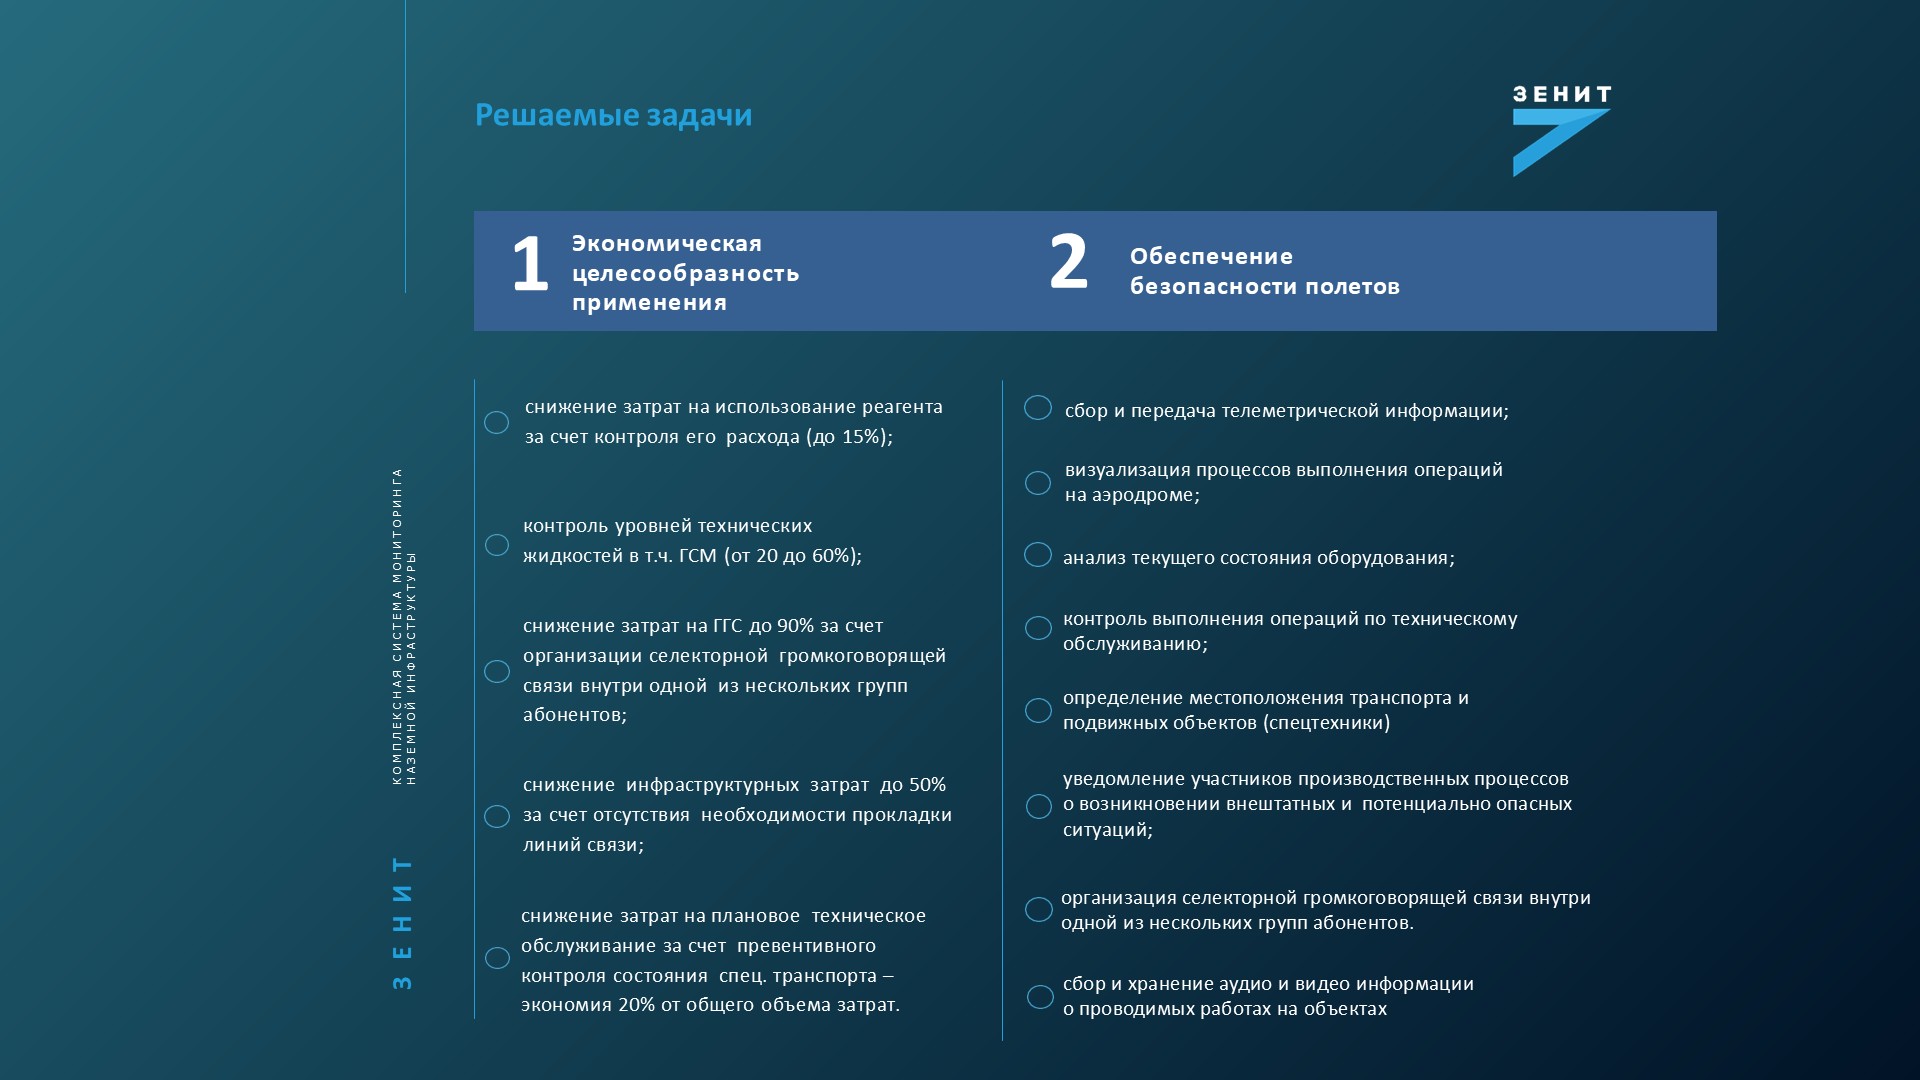 Решаемые задачи
ЗЕНИТ
1
Экономическая
целесообразность
применения
2
Обеспечение
безопасности полетов
снижение затрат на использование реагента
за счет контроля его расхода (до 15%);
контроль уровней технических
жидкостей в т.ч. ГСМ (от 20 до 60%);
снижение затрат на ГГС до 90% за счет
организации селекторной громкоговорящей
связи внутри одной из нескольких групп
абонентов;
снижение инфраструктурных затрат до 50%
за счет отсутствия необходимости прокладки
линий связи;
снижение затрат на плановое техническое
обслуживание за счет превентивного
контроля состояния спец. транспорта –
экономия 20% от общего объема затрат.
сбор и передача телеметрической информации;
визуализация процессов выполнения операций
на аэродроме;
анализ текущего состояния оборудования;
контроль выполнения операций по техническому
обслуживанию;
определение местоположения транспорта и
подвижных объектов (спецтехники)
уведомление участников производственных процессов
о возникновении внештатных и потенциально опасных
ситуаций;
организация селекторной громкоговорящей связи внутри
одной из нескольких групп абонентов.
сбор и хранение аудио и видео информации
о проводимых работах на объектах
КОМПЛЕКСНАЯ СИСТЕМА МОНИТОРИНГА
НАЗЕМНОЙ ИНФРАСТРУКТУРЫ
ЗЕНИТ